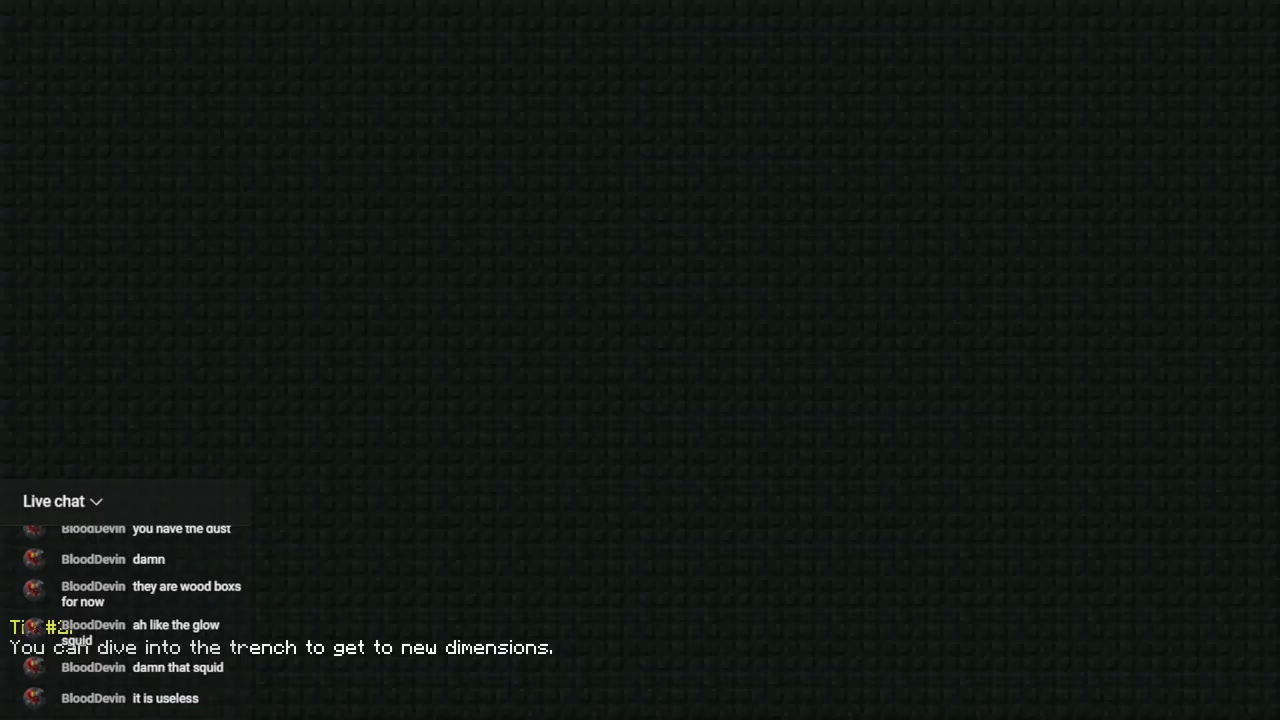 Live chat
BloodDevin you have the dust
BloodDevin damn
BloodDevin they are wood boxs
for now
BloodDevin ah like the glow
squid
You can dive into the trench to get to new dimensions.
BloodDevin damn that squid
BloodDevin it is useless